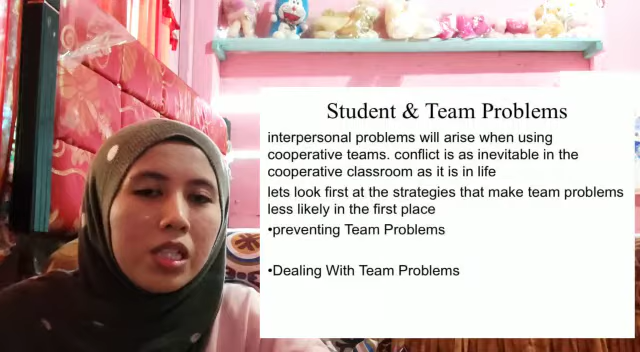 Student & Team Problems
interpersonal problems will arise when using
cooperative teams. conflict is as inevitable in the
cooperative classroom as it is in life
lets look first at the strategies that make team problems
less likely in the first place
•preventing Team Problems
•Dealing With Team Problems